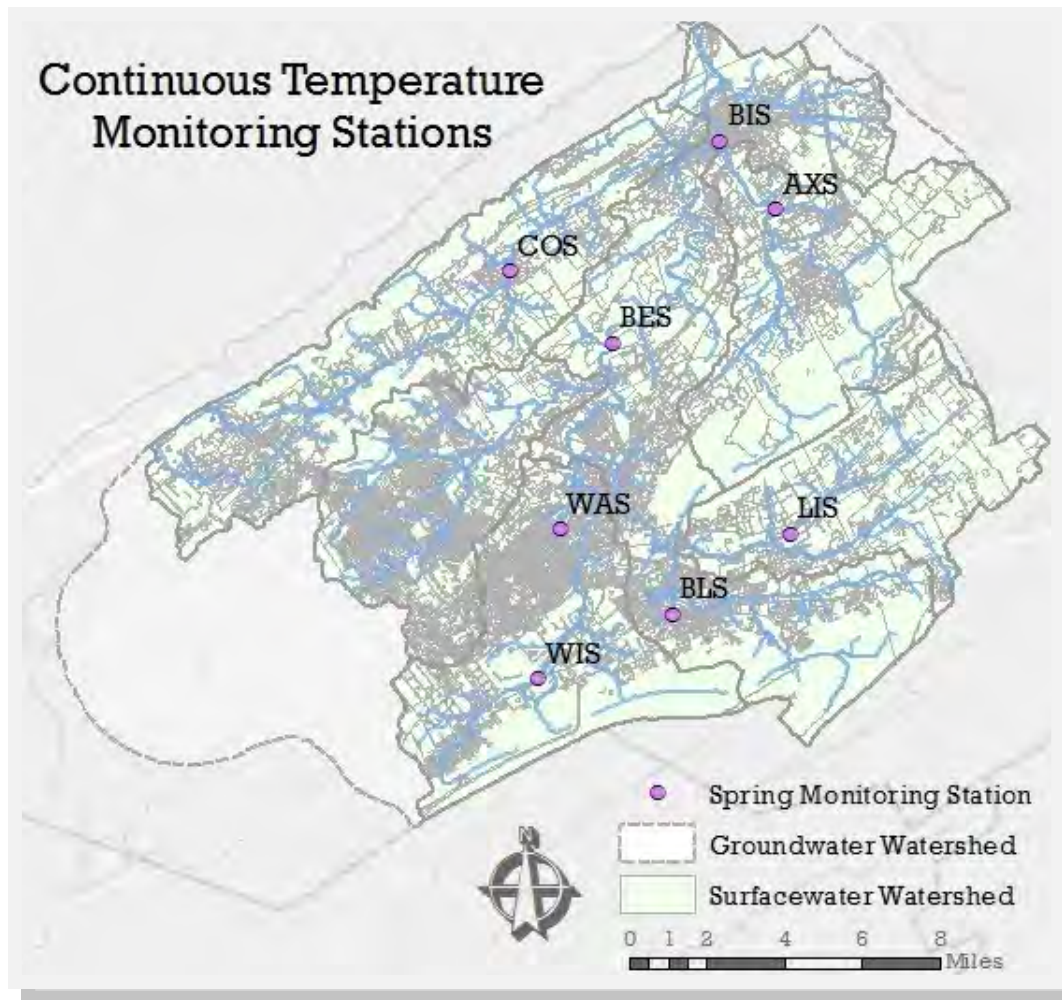 Continuous Temperature
Monitoring Stations
BIS
AXS
COS
BES
WAS
LIS
BLS
WIS
Spring Monitoring Station
Groundwater Watershed
Surfacewater Watershed
N
0 1 2 4 6 8
Miles